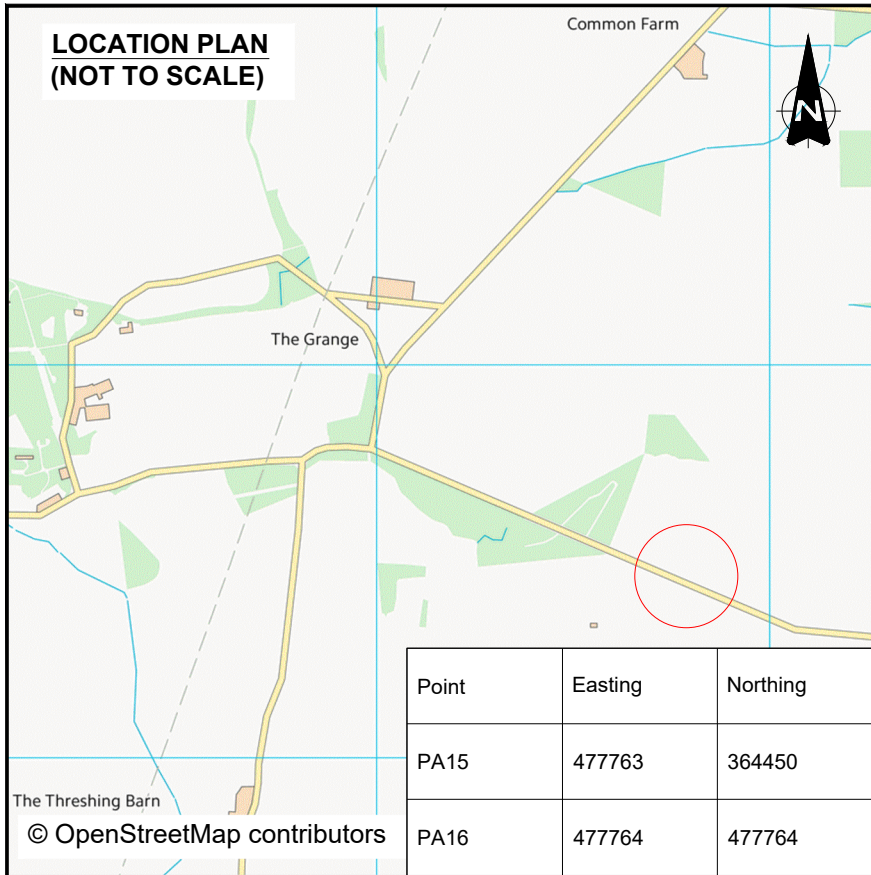 LOCATION PLAN
(NOT TO SCALE)
Common Farm
N
The Grange
Point Easting Northing
PA15 477763 364450
The Threshing Barn
© OpenStreetMap contributors
PA16 477764 477764